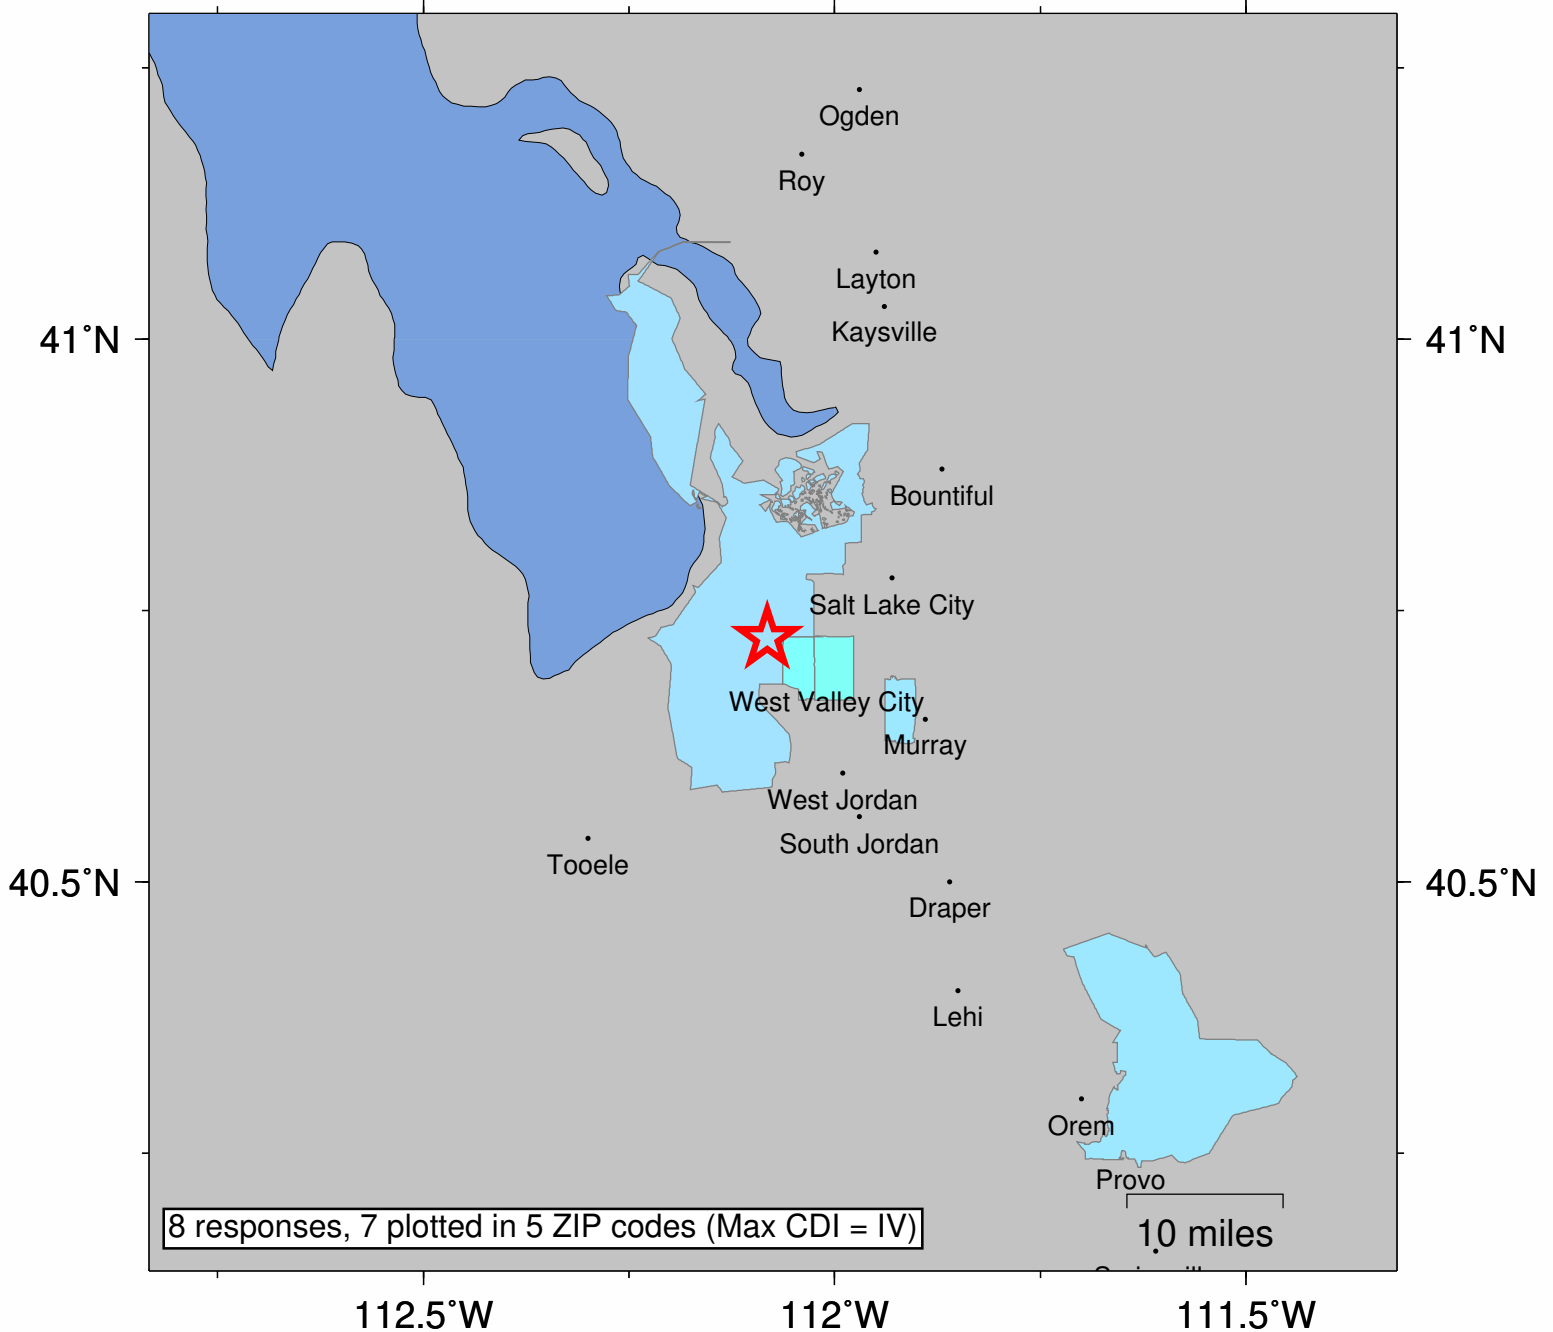 Ogden
Roy
Layton
Kaysville
41°N
41°N
Bountiful
Salt Lake City
West Valley City
Murray
West Jordan
South Jordan
Tooele
40.5°N
40.5°N
Draper
Lehi
Orem
Provo
8 responses, 7 plotted in 5 ZIP codes (Max CDI = IV)
10 miles
112.5°W
112°W
111.5°W